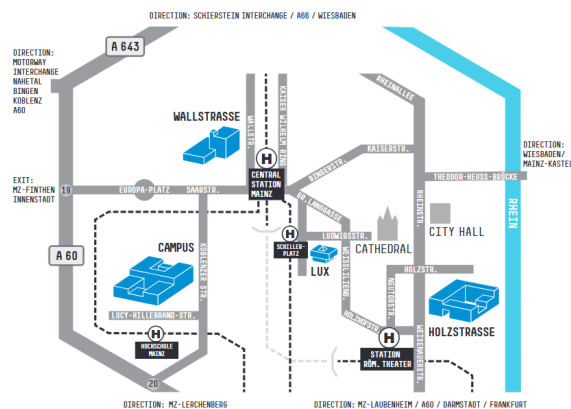 DIRECTION: SCHIERSTEIN INTERCHANGE / A66 / WIESBADEN
A 643
DIRECTION:
MOTORWAY
INTERCHANGE
NAHETAL
BINGEN
KOBLENZ
A60
RHEINALLEE
WALLSTRASSE
WALLSTR.
KAISER WILHELM RING
H
CENTRAL
STATION
MAINZ
KAISERSTR.
BINGERSTR.
DIRECTION:
WIESBADEN/
MAINZ-KASTEL
THEODOR-HEUSS-BRÜCKE
EXIT:
MZ-FINTHEN
INNENSTADT
19
EUROPA-PLATZ
SAARSTR.
GR. LANGGASSE
RHEINSTR.
RHEIN
CITY HALL
H
SCHILLER-
PLATZ
LUDWIGSSTR.
CATHEDRAL
A 60
CAMPUS
KOBLENZER STR.
LUX
WEISSLILIENG.
HOLZSTR.
NEUTORSTR.
HOLZHOFSTR.
HOLZSTRASSE
LUCY-HILLEBRAND-STR.
H
HOCHSCHULE
MAINZ
H
STATION
RÖM. THEATER
WEISENAUERSTR.
20
DIRECTION: MZ-LERCHENBERG
DIRECTION: MZ-LAUBENHEIM / A60 / DARMSTADT / FRANKFURT